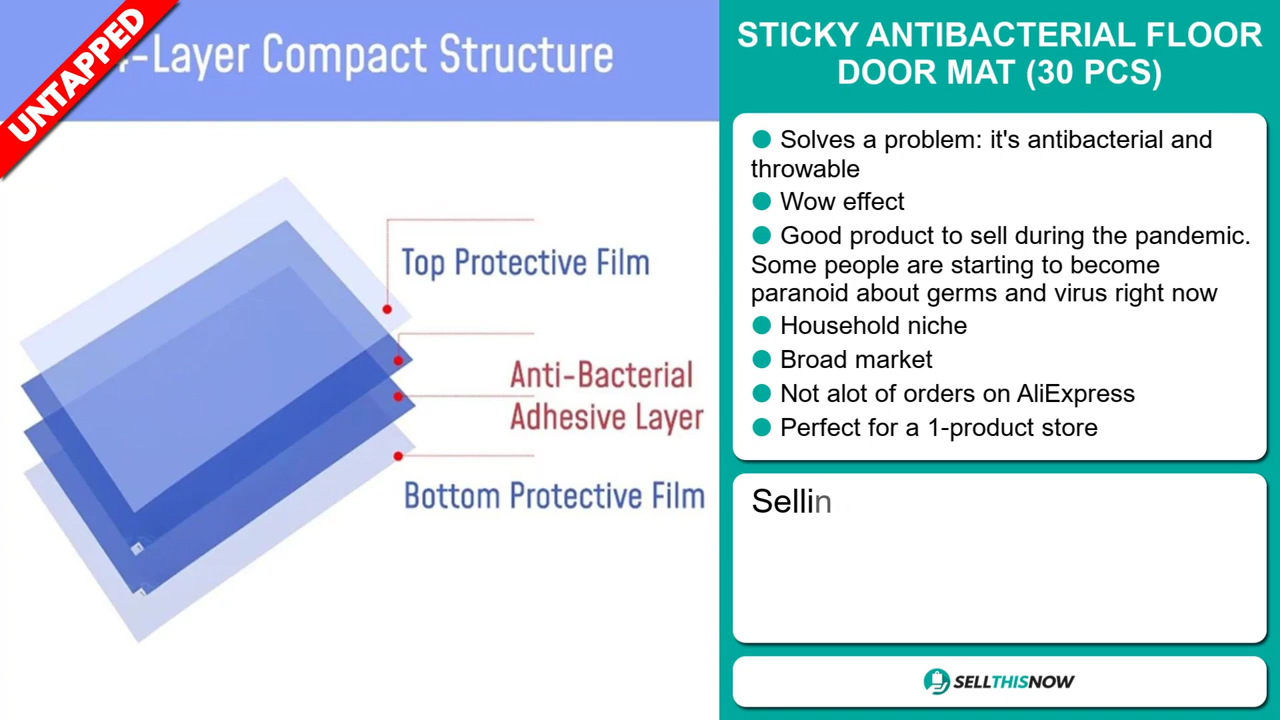 UNTAPPED
-Layer Compact Structure
Top Protective Film
Anti-Bacterial
Adhesive Layer
Bottom Protective Film
STICKY ANTIBACTERIAL FLOOR
DOOR MAT (30 PCS)
● Solves a problem: it's antibacterial and
throwable
● Wow effect
● Good product to sell during the pandemic.
Some people are starting to become
paranoid about germs and virus right now
● Household niche
● Broad market
● Not alot of orders on AliExpress
● Perfect for a 1-product store
Sellin
SELLTHISNOW